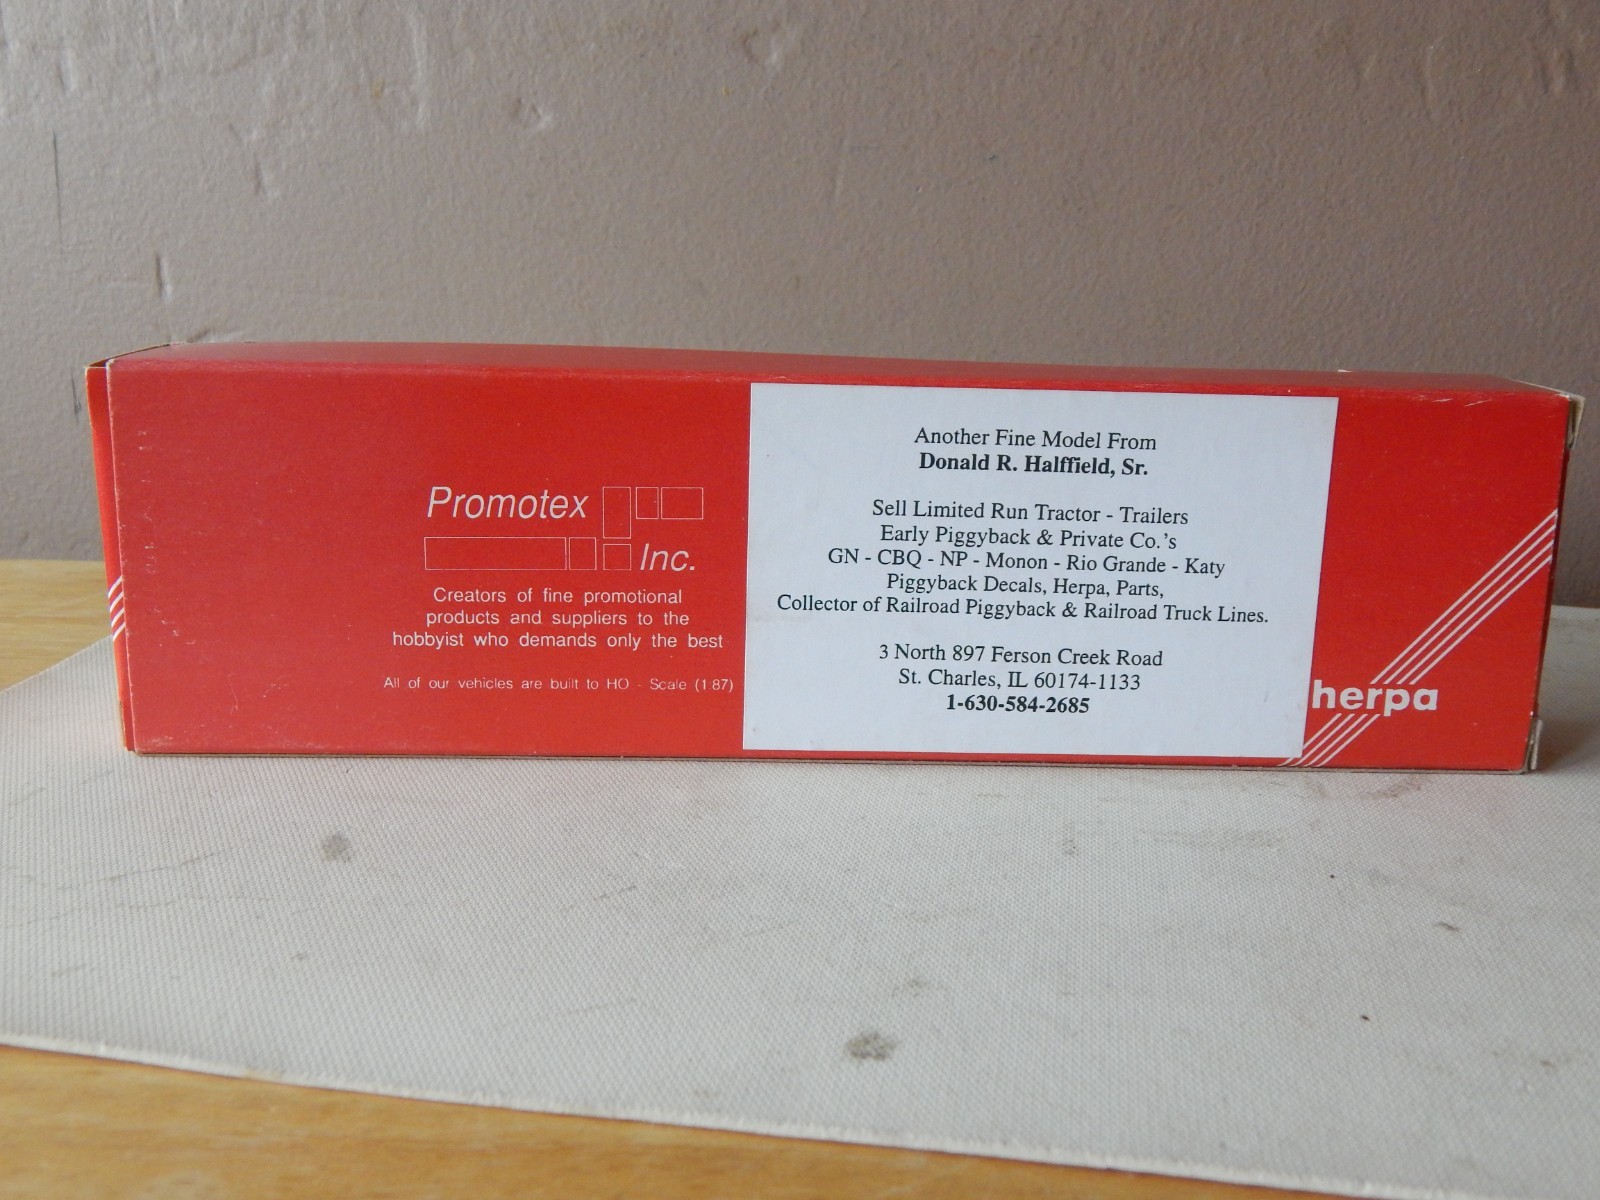 Promotex
Inc.
Creators of fine promotional
products and suppliers to the
hobbyist who demands only the best
All of our vehicles are built to HO - Scale (1:87)
Another Fine Model From
Donald R. Halffield, Sr.
Sell Limited Run Tractor - Trailers
Early Piggyback & Private Co.'s
GN - CBQ - NP - Monon - Rio Grande - Katy
Piggyback Decals, Herpa, Parts,
Collector of Railroad Piggyback & Railroad Truck Lines.
3 North 897 Ferson Creek Road
St. Charles, IL 60174-1133
1-630-584-2685
herpa